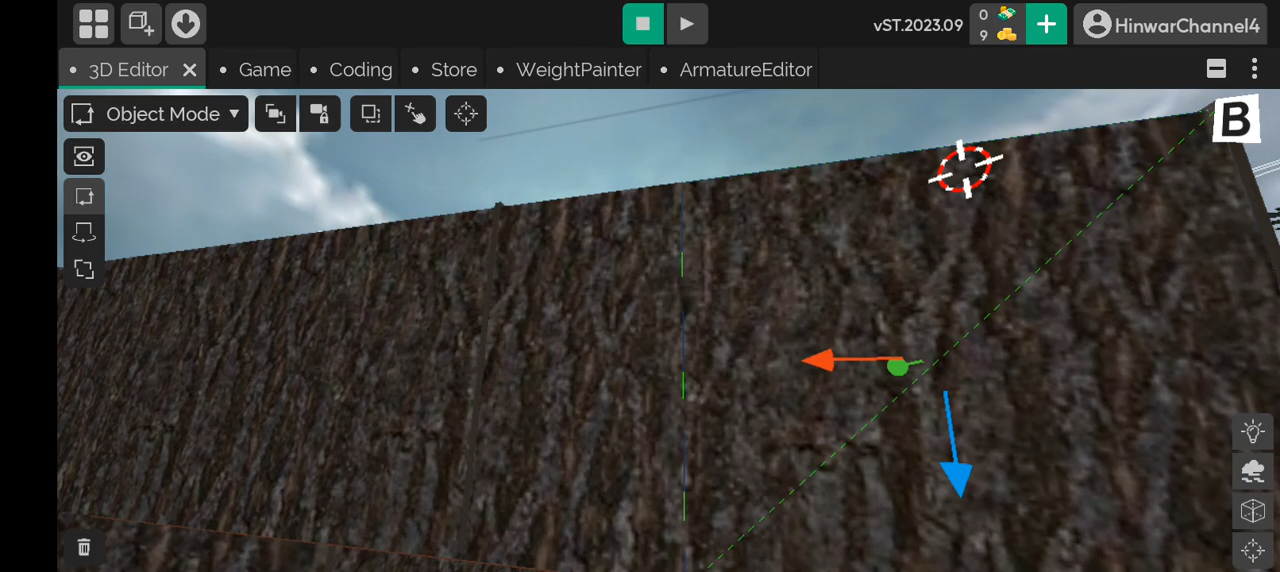 vST.2023.09
0
9
HinwarChannel4
3D Editor
Game
Coding
Store
WeightPainter
ArmatureEditor
Object Mode
B